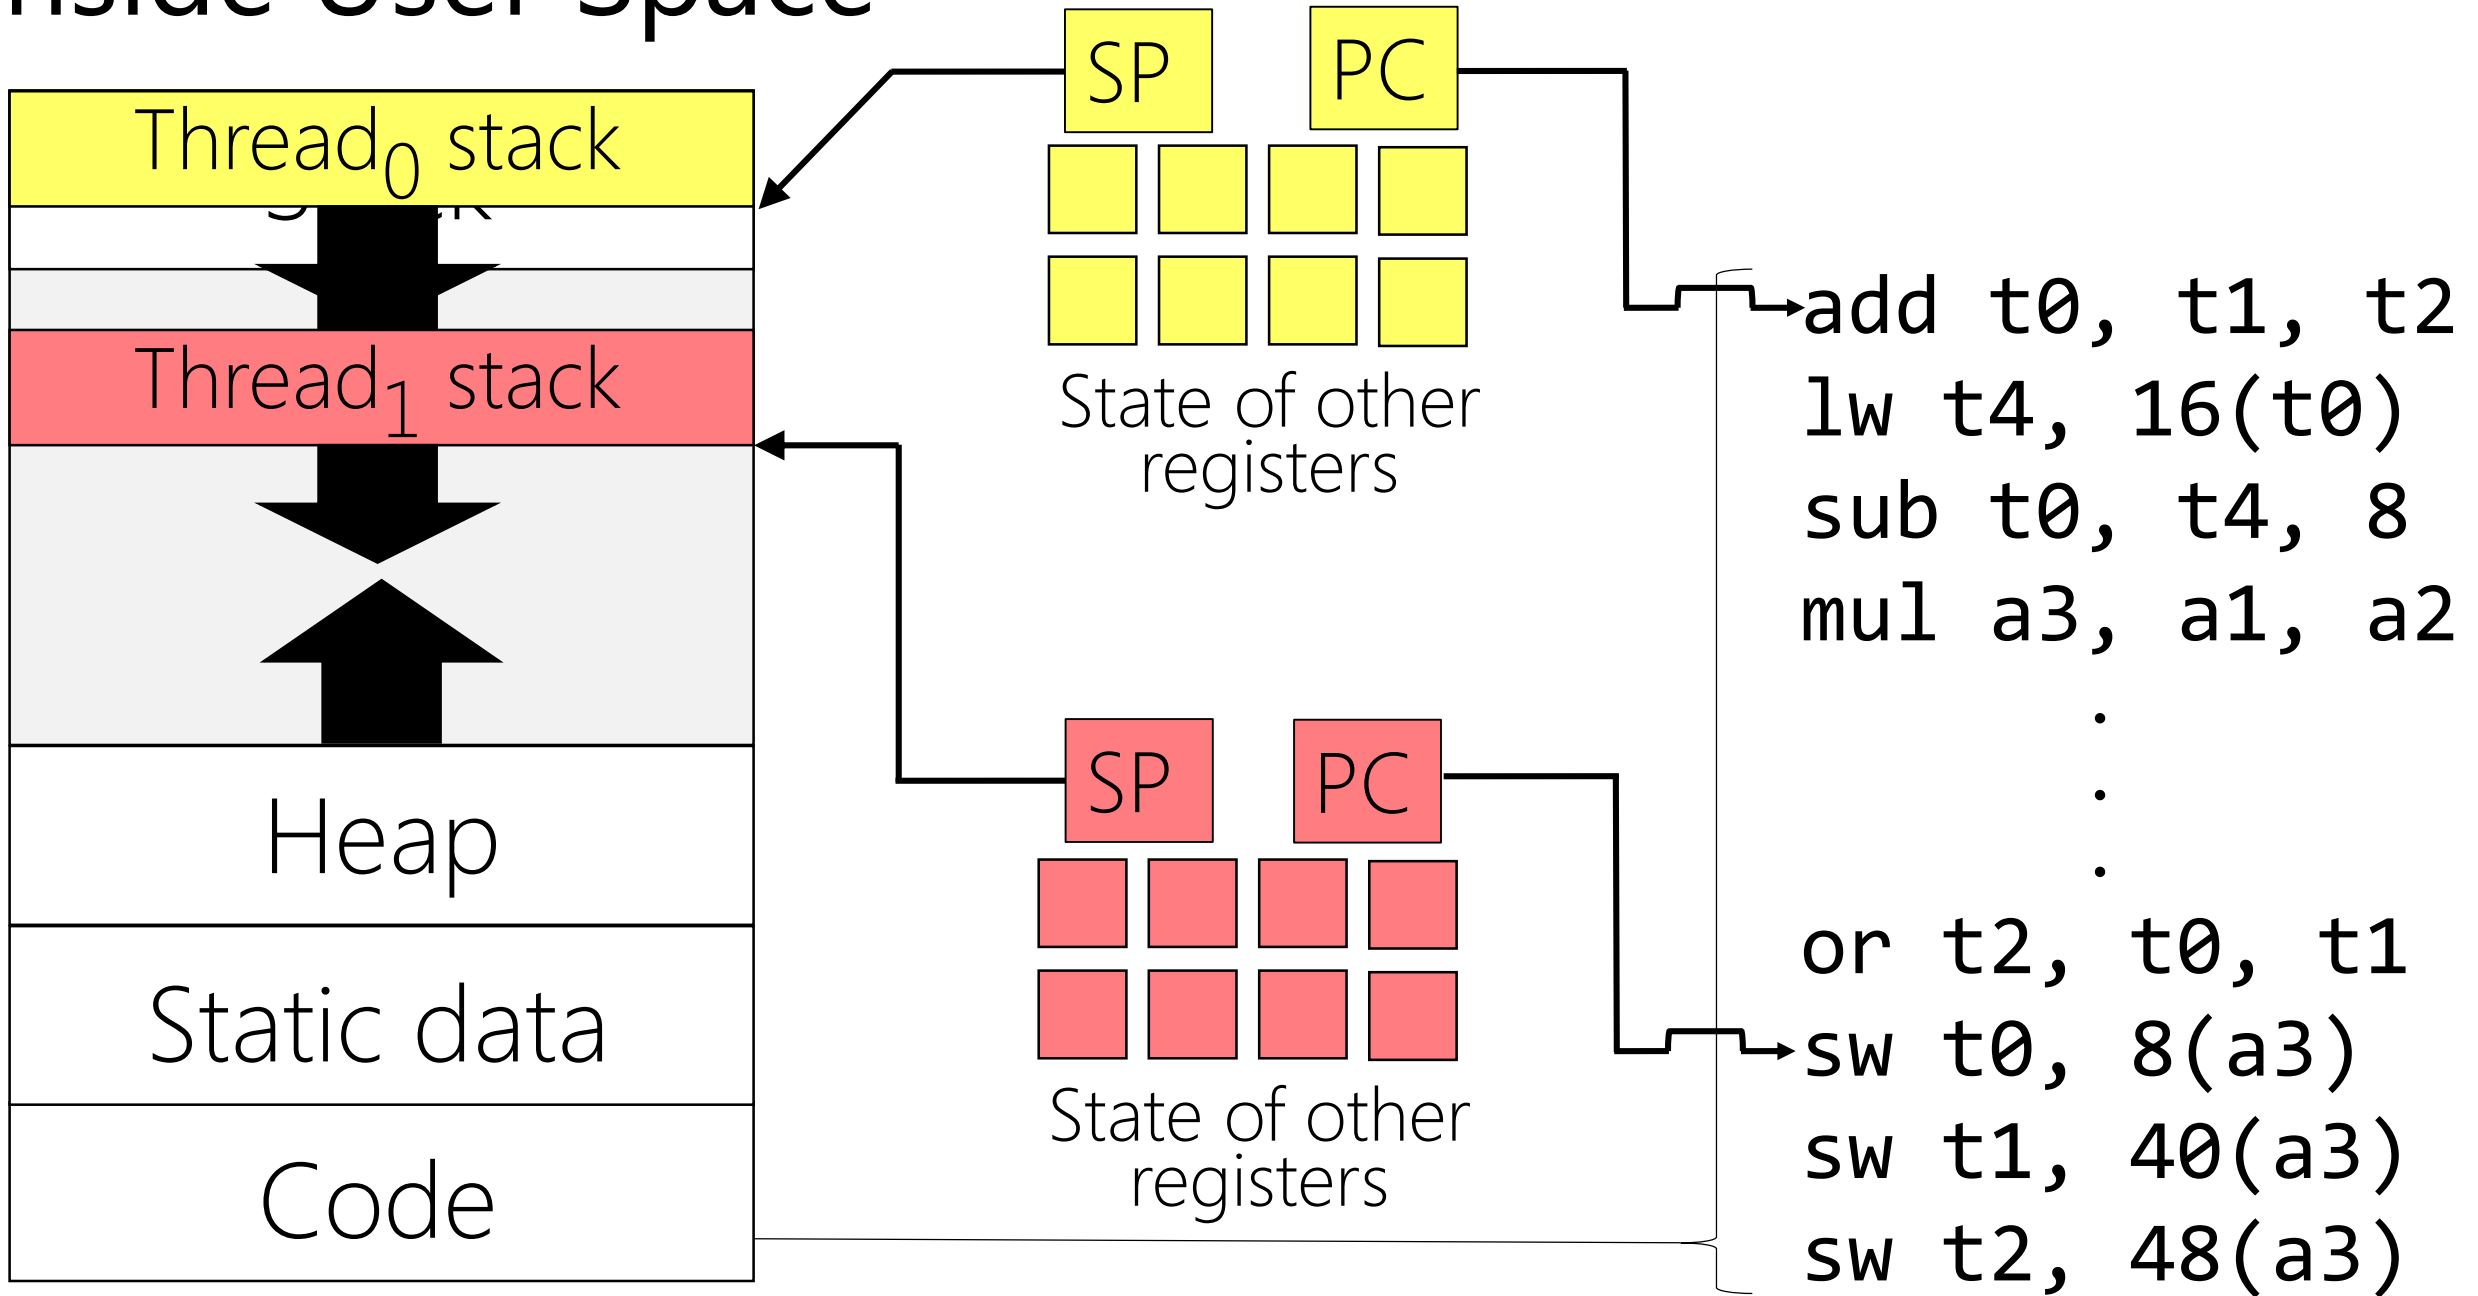 User Space
SP
PC
Thread0 stack
State of other
registers
Thread1 stack
SP
PC
State of other
registers
Heap
Static data
Code
add t0, t1, t2
lw t4, 16(t0)
sub t0, t4, 8
mul a3, a1, a2
.
.
.
or t2, t0, t1
sw t0, 8(a3)
sw t1, 40(a3)
sw t2, 48(a3)